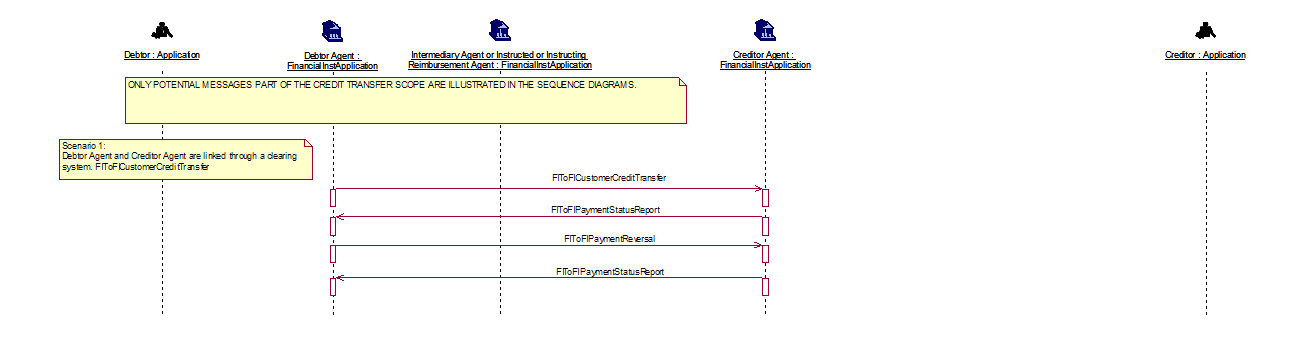 Debtor : Application
Debtor Agent :
FinancialInstApplication
Intermediary Agent or Instructed or Instructing
Reimbursement Agent : FinancialInstApplication
Creditor Agent :
FinancialInstApplication
Creditor : Application
ONLY POTENTIAL MESSAGES PART OF THE CREDIT TRANSFER SCOPE ARE ILLUSTRATED IN THE SEQUENCE DIAGRAMS.
Scenario 1:
Debtor Agent and Creditor Agent are linked through a clearing
system. FIToFICustomerCreditTransfer
FIToFICustomerCreditTransfer
FIToFIPaymentStatusReport
FIToFIPaymentReversal
FIToFIPaymentStatusReport